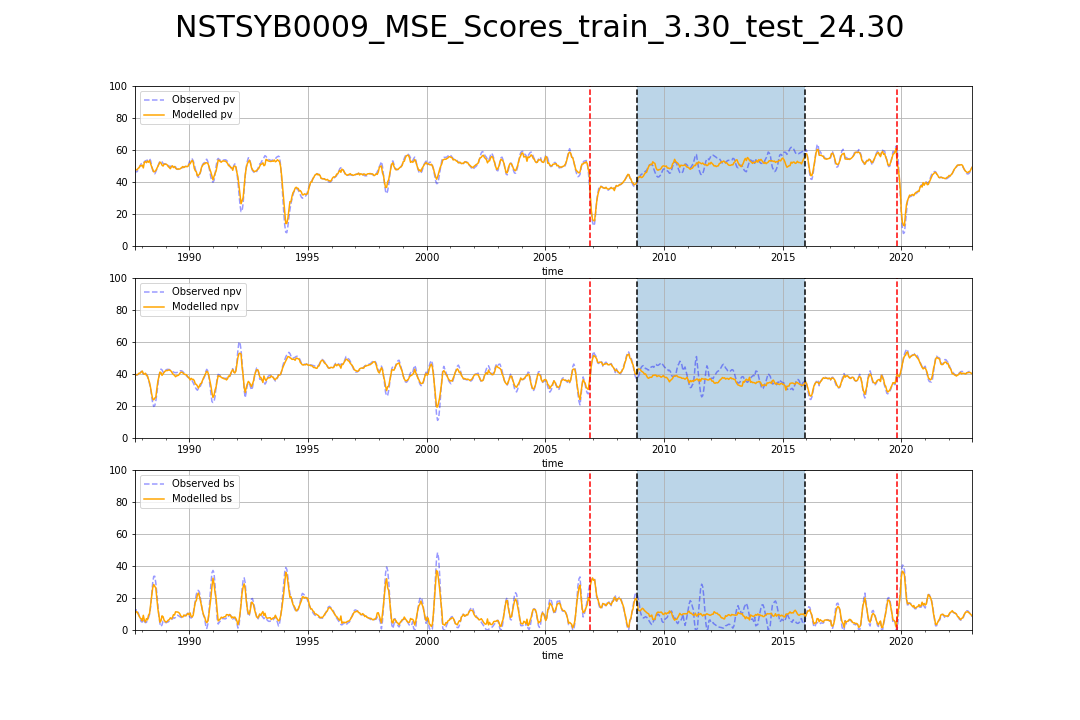 NSTSYB0009_MSE_Scores_train_3.30_test_24.30
100
80
60
40
20
0
Observed pv
Modelled pv
1990 1995 2000 2005 2010 2015 2020
time
100
80
60
40
20
0
Observed npv
Modelled npv
1990 1995 2000 2005 2010 2015 2020
time
100
80
60
40
20
0
Observed bs
Modelled bs
1990 1995 2000 2005 2010 2015 2020
time